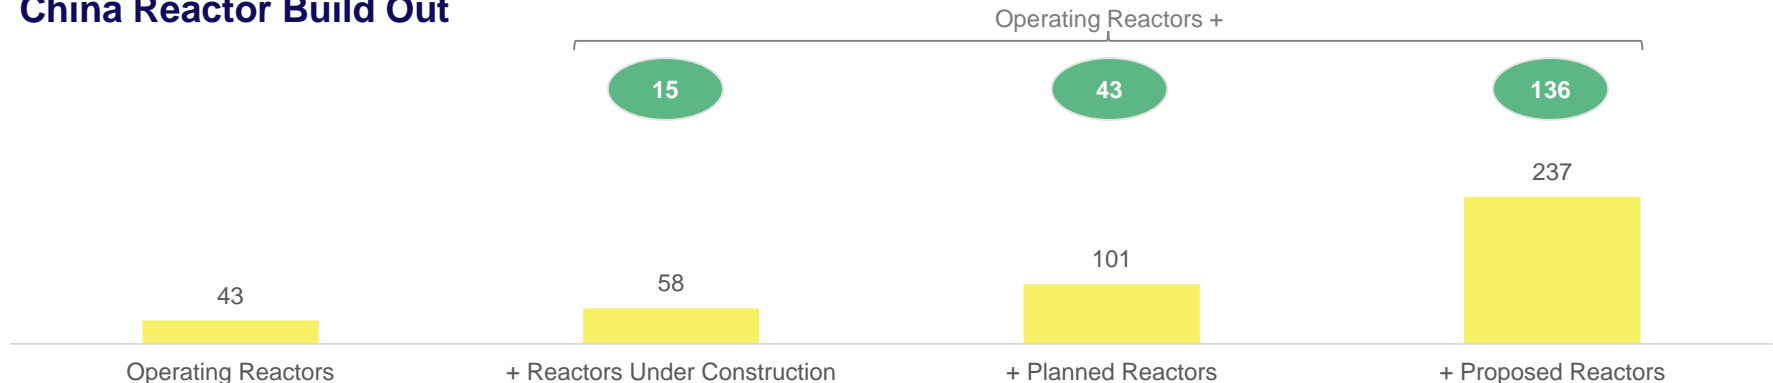 China Reactor Build Out
Operating Reactors +
15
43
136
43
58
101
237
Operating Reactors
+ Reactors Under Construction
+ Planned Reactors
+ Proposed Reactors